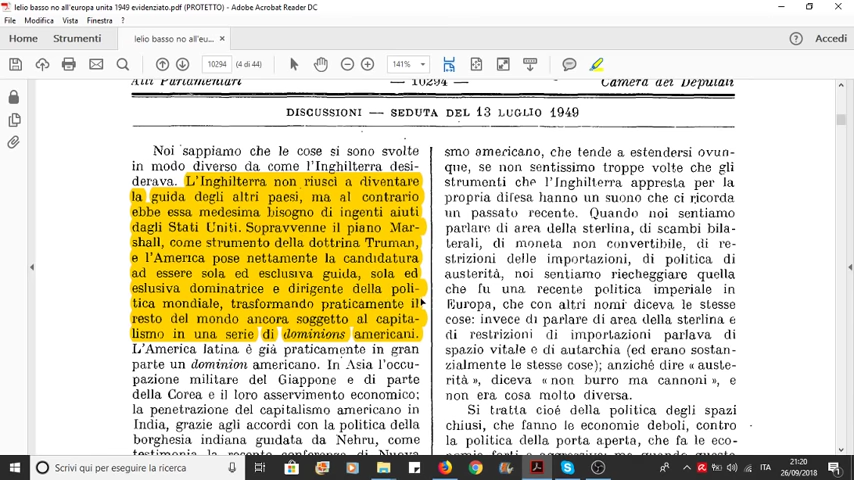 lelio basso no all'europa unita 1949 evidenziato.pdf (PROTETTO) - Adobe Acrobat Reader DC
File Modifica Vista Finestra ?
Home Strumenti lelio basso no all'eu... × Accedi
10294 (4 di 44) 141%
Atti Parlamentari — 10294 — Camera dei Deputati
DISCUSSIONI — SEDUTA DEL 13 LUGLIO 1949
Noi sappiamo che le cose si sono svolte
in modo diverso da come l'Inghilterra desi-
derava. L'Inghilterra non riuscì a diventare
la guida degli altri paesi, ma al contrario
ebbe essa medesima bisogno di ingenti aiuti
dagli Stati Uniti. Sopravvenne il piano Mar-
shall, come strumento della dottrina Truman,
e l'America pose nettamente la candidatura
ad essere sola ed esclusiva guida, sola ed
eslusiva dominatrice e dirigente della poli-
tica mondiale, trasformando praticamente il
resto del mondo ancora soggetto al capita-
lismo in una serie di dominions americani.
L'America latina è già praticamente in gran
parte un dominion americano. In Asia l'occu-
pazione militare del Giappone e di parte
della Corea e il loro asservimento economico;
la penetrazione del capitalismo americano in
India, grazie agli accordi con la politica della
borghesia indiana guidata da Nehru, come
testimonia la recente conferenza di Nuova
smo americano, che tende a estendersi ovun-
que, se non sentissimo troppe volte che gli
strumenti che l'Inghilterra appresta per la
propria difesa hanno un suono che ci ricorda
un passato recente. Quando noi sentiamo
parlare di area della sterlina, di scambi bila-
terali, di moneta non convertibile, di re-
strizioni delle importazioni, di politica di
austerità, noi sentiamo riecheggiare quella
che fu una recente politica imperiale in
Europa, che con altri nomi diceva le stesse
cose: invece di parlare di area della sterlina e
di restrizioni di importazioni parlava di
spazio vitale e di autarchia (ed erano sostan-
zialmente le stesse cose); anziché dire «auste-
rità», diceva «non burro ma cannoni», e
non era cosa molto diversa.
Si tratta cioé della politica degli spazi
chiusi, che fanno le economie deboli, contro
la politica della porta aperta, che fa le eco-
nomie forti e aggressive; ma quando queste
Scrivi qui per eseguire la ricerca
ITA
21:20
26/09/2018